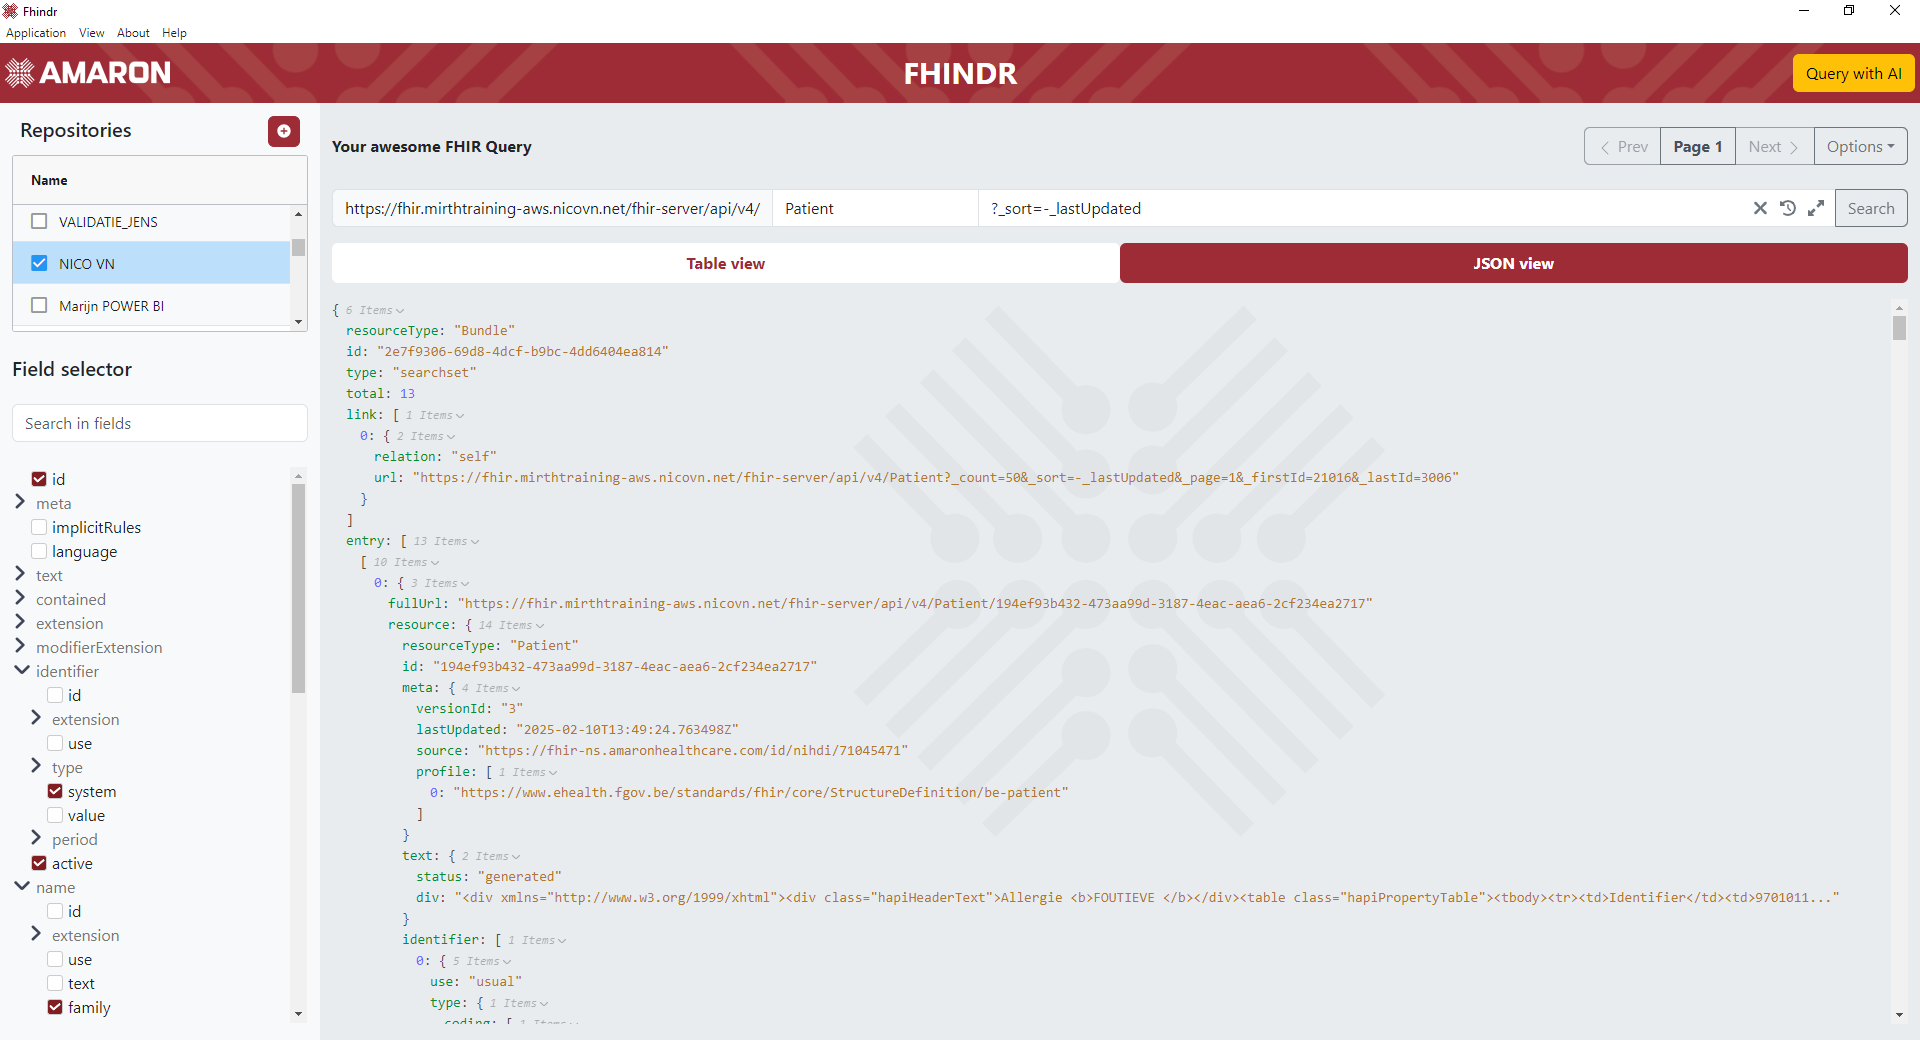 Fhindr
Application View About Help
AMARON
FHINDR
Query with AI
Repositories
Name
VALIDATIE_JENS
NICO VN
Marijn POWER BI
Field selector
Search in fields
id
meta
implicitRules
language
text
contained
extension
modifierExtension
identifier
id
extension
use
type
system
value
period
active
name
id
extension
use
text
family
Your awesome FHIR Query
Prev Page 1 Next Options
https://fhir.mirthtraining-aws.nicovn.net/fhir-server/api/v4/ Patient ?_sort=-_lastUpdated Search
Table view JSON view
{ 6 Items
resourceType: "Bundle"
id: "2e7f9306-69d8-4dcf-b9bc-4dd6404ea814"
type: "searchset"
total: 13
link: [ 1 Items
0: { 2 Items
relation: "self"
url: "https://fhir.mirthtraining-aws.nicovn.net/fhir-server/api/v4/Patient?_count=50&_sort=-_lastUpdated&_page=1&_firstId=21016&_lastId=3006"
}
]
entry: [ 13 Items
[ 10 Items
0: { 3 Items
fullUrl: "https://fhir.mirthtraining-aws.nicovn.net/fhir-server/api/v4/Patient/194ef93b432-473aa99d-3187-4eac-aea6-2cf234ea2717"
resource: { 14 Items
resourceType: "Patient"
id: "194ef93b432-473aa99d-3187-4eac-aea6-2cf234ea2717"
meta: { 4 Items
versionId: "3"
lastUpdated: "2025-02-10T13:49:24.763498Z"
source: "https://fhir-ns.amaronhealthcare.com/id/nihdi/71045471"
profile: [ 1 Items
0: "https://www.ehealth.fgov.be/standards/fhir/core/StructureDefinition/be-patient"
]
}
text: { 2 Items
status: "generated"
div: "<div xmlns="http://www.w3.org/1999/xhtml"><div class="hapiHeaderText">Allergie <b>FOUTIEVE </b></div><table class="hapiPropertyTable"><tbody><tr><td>Identifier</td><td>9701011..."
}
identifier: [ 1 Items
0: { 5 Items
use: "usual"
type: { 1 Items
coding: [ 1 Items